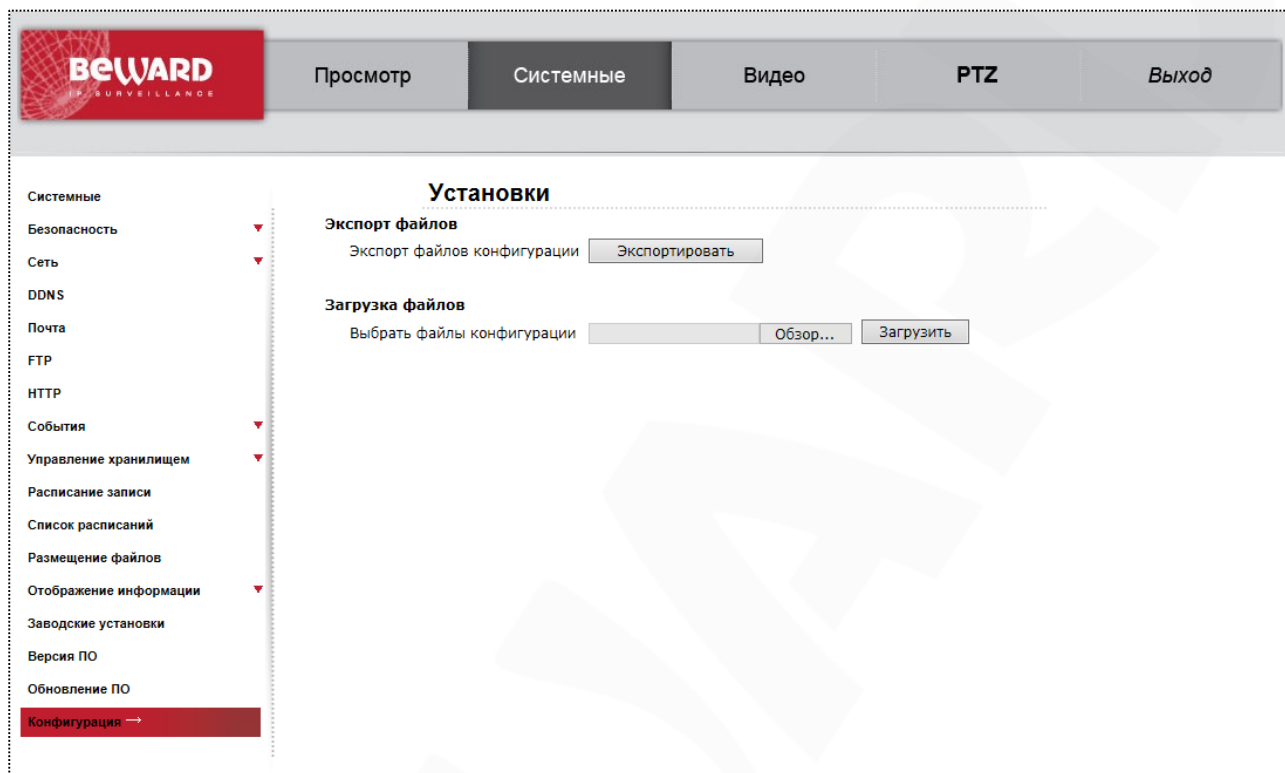 BEWARD
IP SURVEILLANCE
Просмотр
Системные
Видео
PTZ
Выход
Системные
Безопасность
Сеть
DDNS
Почта
FTP
HTTP
События
Управление хранилищем
Расписание записи
Список расписаний
Размещение файлов
Отображение информации
Заводские установки
Версия ПО
Обновление ПО
Конфигурация →
Установки
Экспорт файлов
Экспорт файлов конфигурации Экспортировать
Загрузка файлов
Выбрать файлы конфигурации Обзор... Загрузить